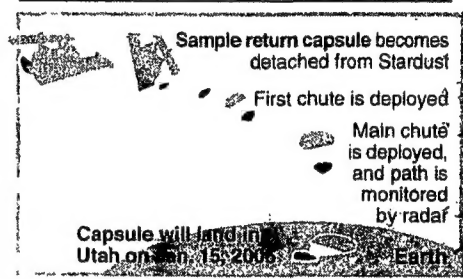 Sample return capsule becomes
detached from Stardust
First chute is deployed
Main chute
is deployed,
and path is
monitored
by radar
Capsule will land in
Utah on Jan. 15, 2006
Earth